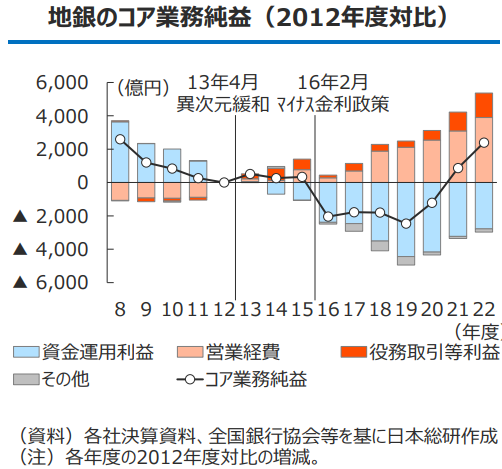 地銀のコア業務純益（2012年度対比）
6,000
4,000
2,000
0
▲ 2,000
▲ 4,000
▲ 6,000
（億円）
13年4月
異次元緩和
16年2月
マイナス金利政策
8 9 10 11 12 13 14 15 16 17 18 19 20 21 22
（年度）
資金運用利益 営業経費 役務取引等利益
その他 コア業務純益
（資料）各社決算資料、全国銀行協会等を基に日本総研作成
（注）各年度の2012年度対比の増減。